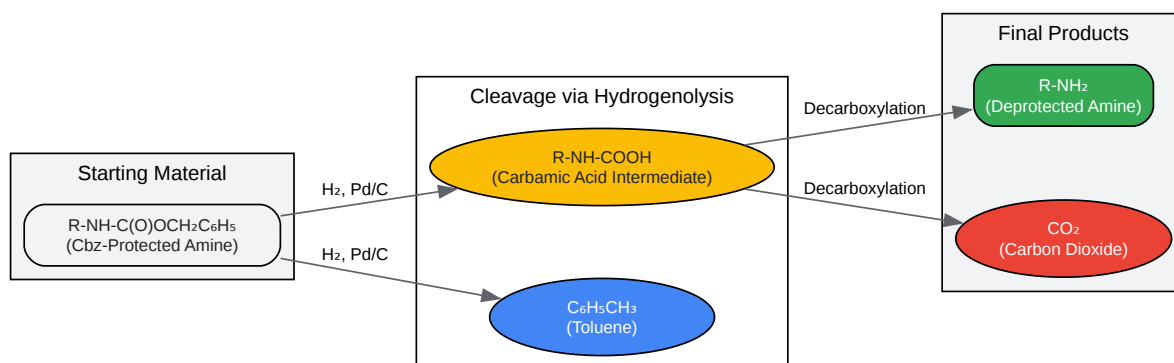 Starting Material
R-NH-C(O)OCH₂C₆H₅
(Cbz-Protected Amine)
H₂, Pd/C
H₂, Pd/C
Cleavage via Hydrogenolysis
R-NH-COOH
(Carbamic Acid Intermediate)
C₆H₅CH₃
(Toluene)
Decarboxylation
Decarboxylation
Final Products
R-NH₂
(Deprotected Amine)
CO₂
(Carbon Dioxide)